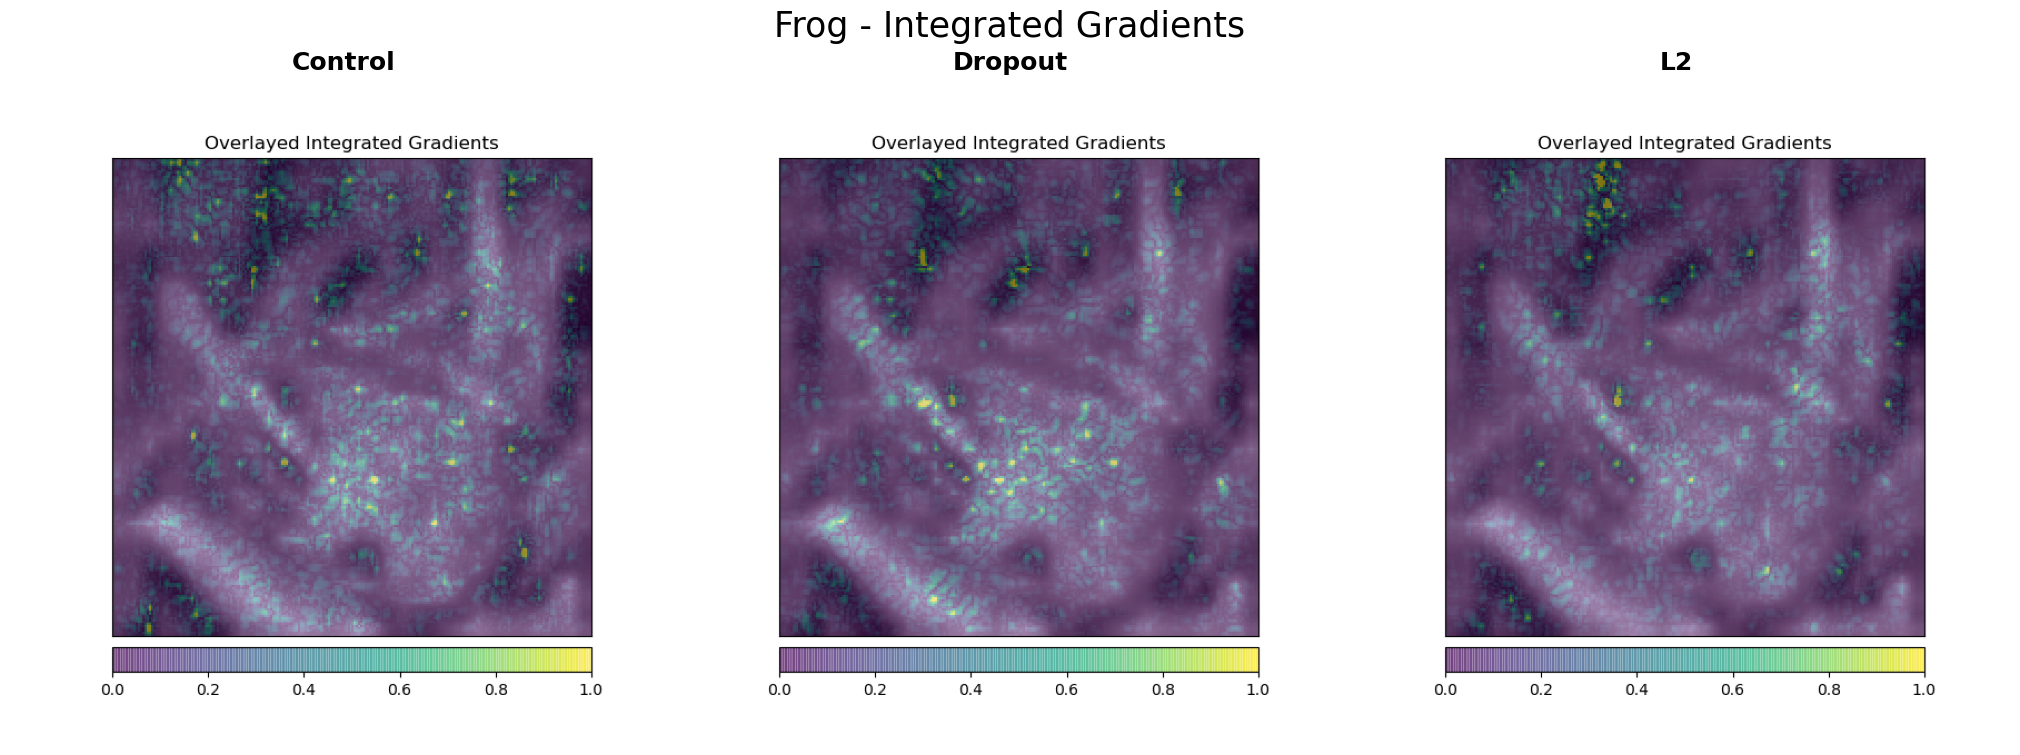 Frog - Integrated Gradients
Control
Dropout
L2
Overlayed Integrated Gradients
Overlayed Integrated Gradients
Overlayed Integrated Gradients
0.0 0.2 0.4 0.6 0.8 1.0
0.0 0.2 0.4 0.6 0.8 1.0
0.0 0.2 0.4 0.6 0.8 1.0